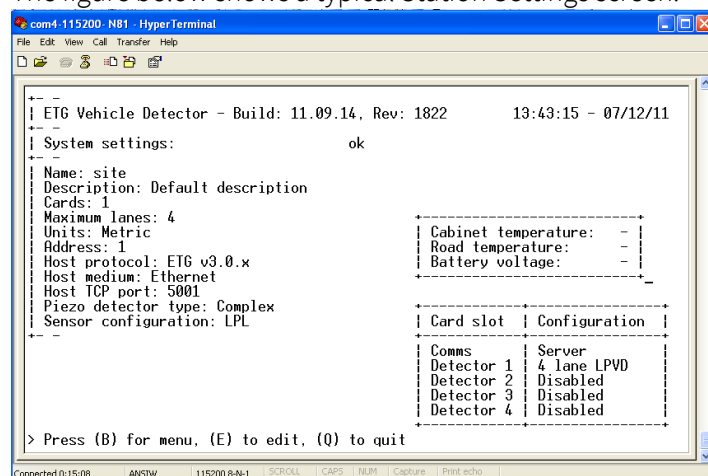 The figure below shows a typical Station Settings screen.
com4-115200- N81 - HyperTerminal
File Edit View Call Transfer Help
ETG Vehicle Detector - Build: 11.09.14, Rev: 1822 13:43:15 - 07/12/11
System settings: ok
Name: site
Description: Default description
Cards: 1
Maximum lanes: 4
Units: Metric
Address: 1
Host protocol: ETG v3.0.x
Host medium: Ethernet
Host TCP port: 5001
Piezo detector type: Complex
Sensor configuration: LPL
Cabinet temperature: -
Road temperature: -
Battery voltage: -
Card slot | Configuration
Comms | Server
Detector 1 | 4 lane LPVD
Detector 2 | Disabled
Detector 3 | Disabled
Detector 4 | Disabled
> Press (B) for menu, (E) to edit, (Q) to quit
Connected 0:15:08 ANSIW 115200 8-N-1 SCROLL CAPS NUM Capture Print echo